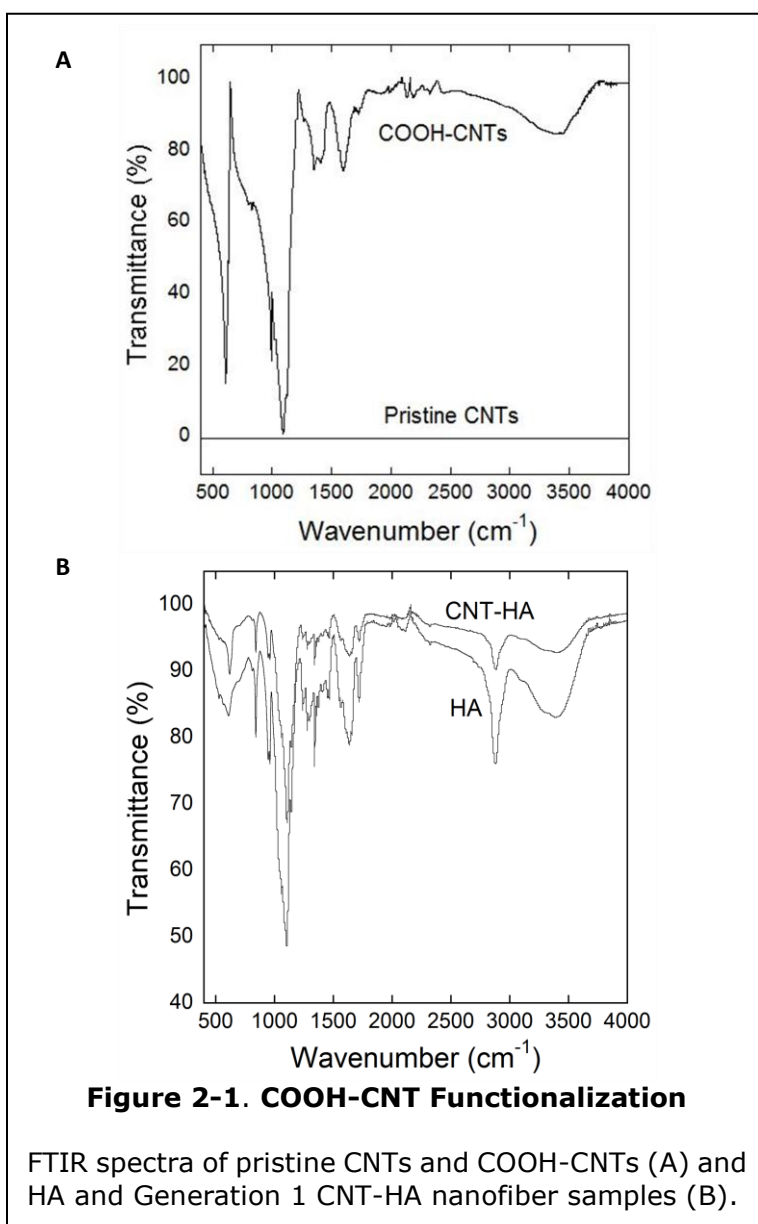 A
100
80
60
40
20
0
Transmittance (%)
COOH-CNTs
Pristine CNTs
500 1000 1500 2000 2500 3000 3500 4000
Wavenumber (cm⁻¹)
B
100
90
80
70
60
50
40
Transmittance (%)
CNT-HA
HA
500 1000 1500 2000 2500 3000 3500 4000
Wavenumber (cm⁻¹)
Figure 2-1. COOH-CNT Functionalization
FTIR spectra of pristine CNTs and COOH-CNTs (A) and
HA and Generation 1 CNT-HA nanofiber samples (B).